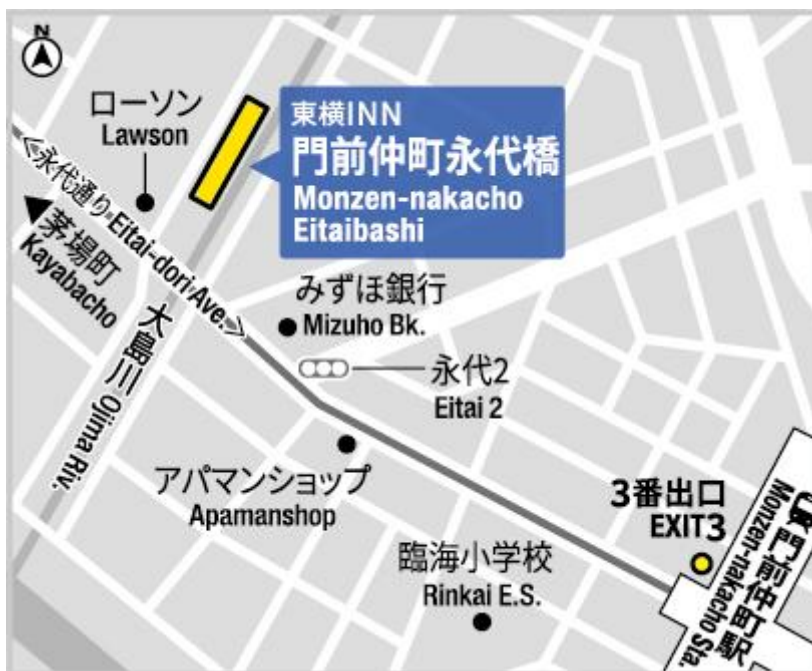 N
ローソン
Lawson
東横INN
門前仲町永代橋
Monzen-nakacho
Eitaibashi
永代通り Eitai-dori Ave.
茅場町
Kayabacho
大島川 Ojima Riv.
みずほ銀行
Mizuho Bk.
永代2
Eitai 2
アパマンショップ
Apamanshop
3番出口
EXIT3
臨海小学校
Rinkai E.S.
門前仲町駅
Monzen-nakacho Sta.